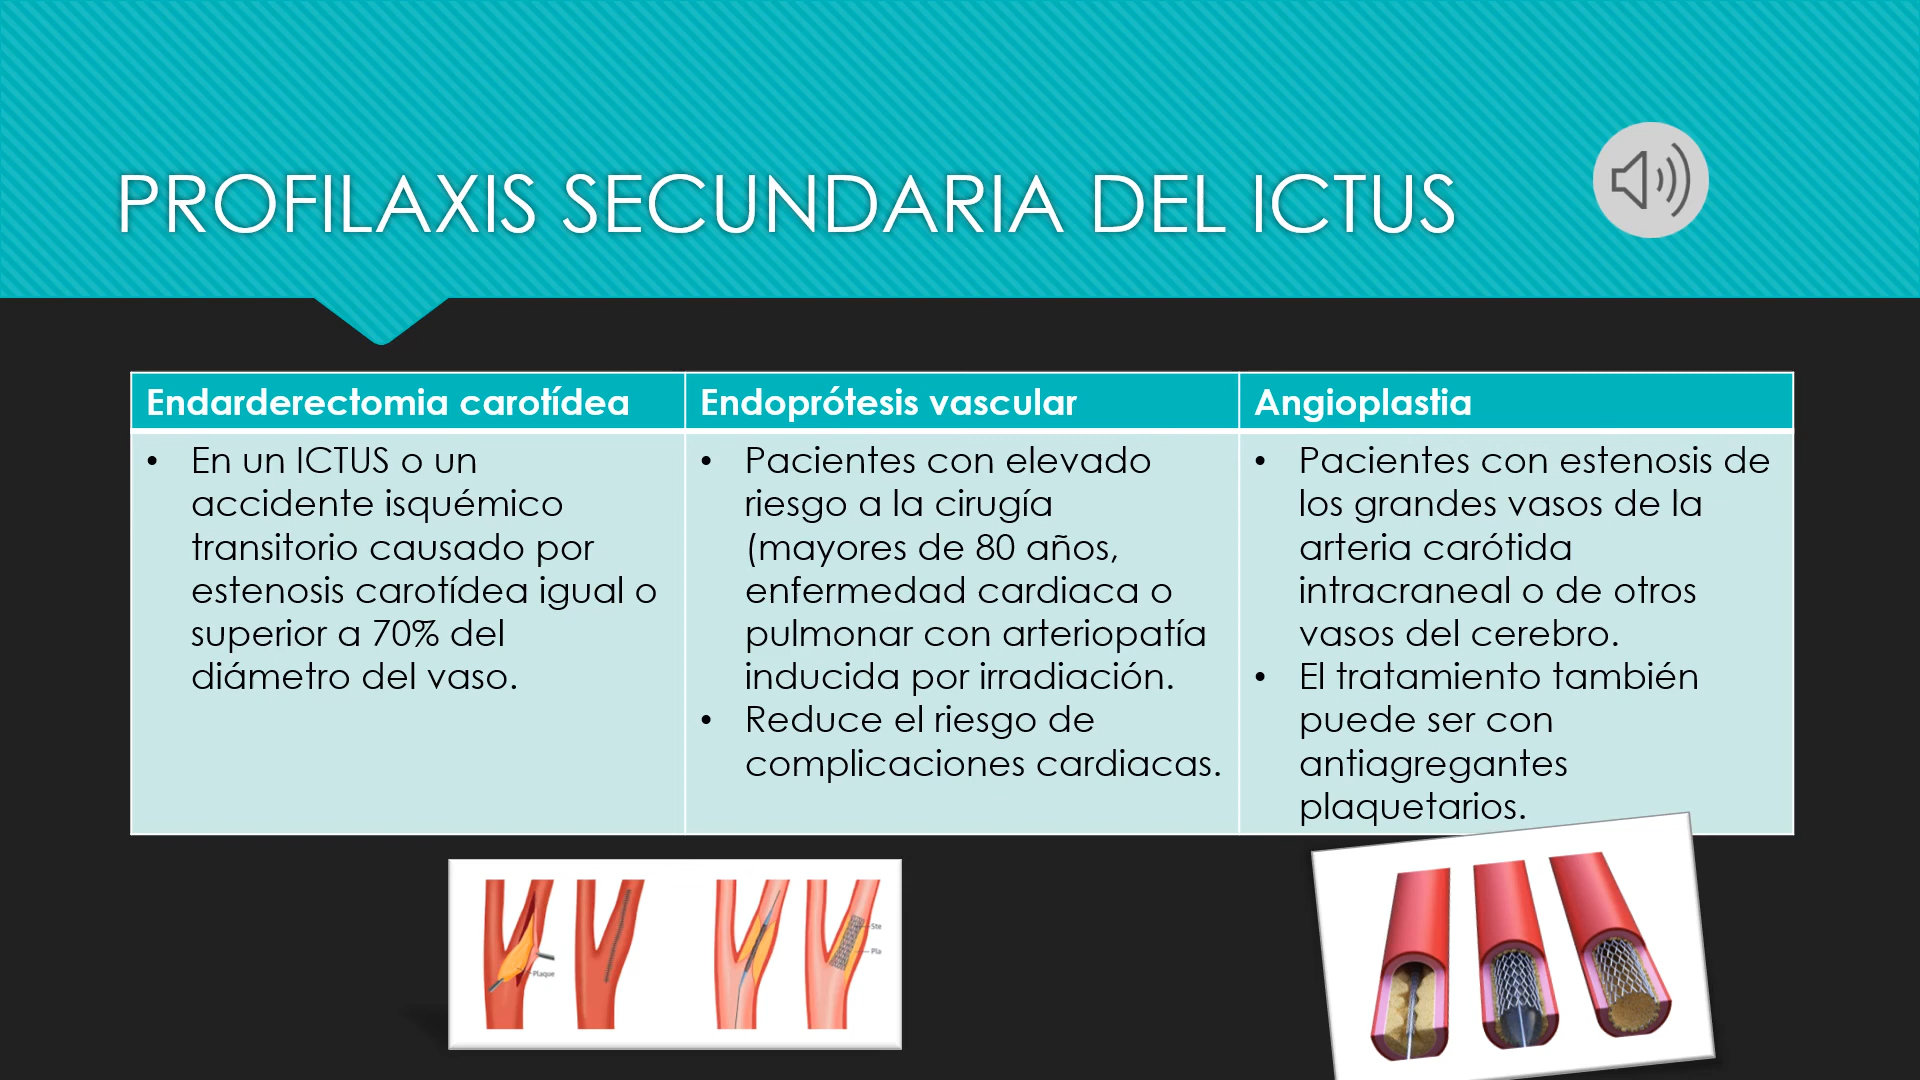 PROFILAXIS SECUNDARIA DEL ICTUS
Endarderectomia carotídea
• En un ICTUS o un
accidente isquémico
transitorio causado por
estenosis carotídea igual o
superior a 70% del
diámetro del vaso.
Endoprótesis vascular
• Pacientes con elevado
riesgo a la cirugía
(mayores de 80 años,
enfermedad cardiaca o
pulmonar con arteriopatía
inducida por irradiación.
• Reduce el riesgo de
complicaciones cardiacas.
Angioplastia
• Pacientes con estenosis de
los grandes vasos de la
arteria carótida
intracraneal o de otros
vasos del cerebro.
• El tratamiento también
puede ser con
antiagregantes
plaquetarios.
Plaque
Ste
Pla